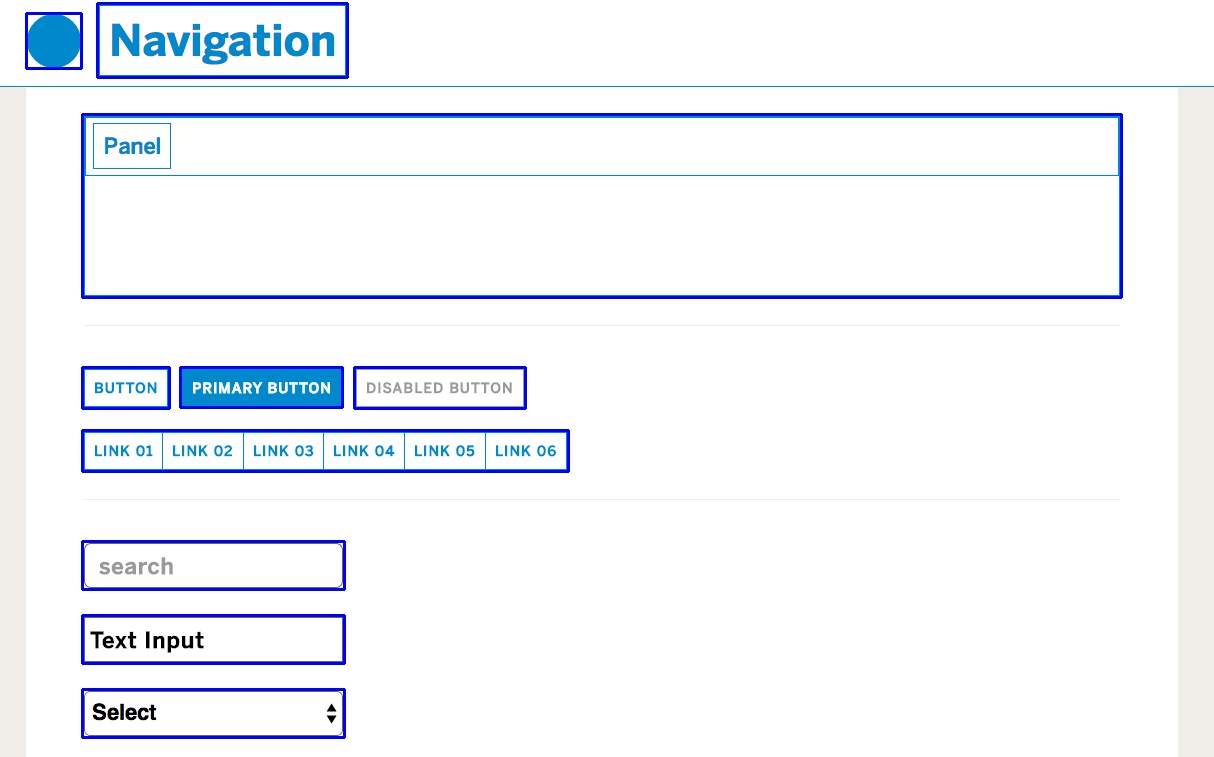 Navigation
Panel
BUTTON PRIMARY BUTTON DISABLED BUTTON
LINK 01 LINK 02 LINK 03 LINK 04 LINK 05 LINK 06
search
Text Input
Select